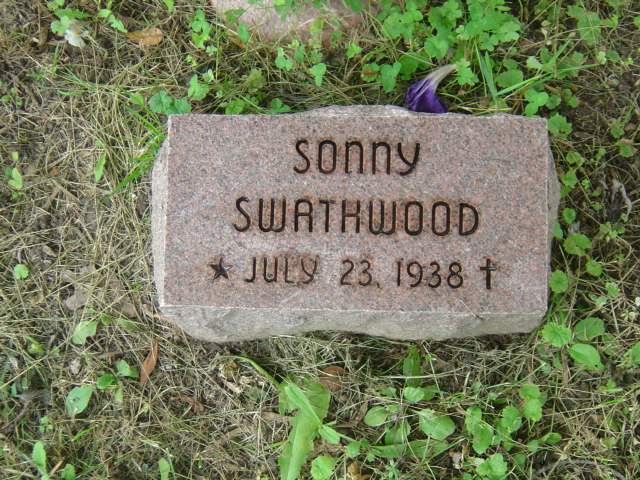 SONNY
SWATHWOOD
★ JULY 23, 1938 ✝